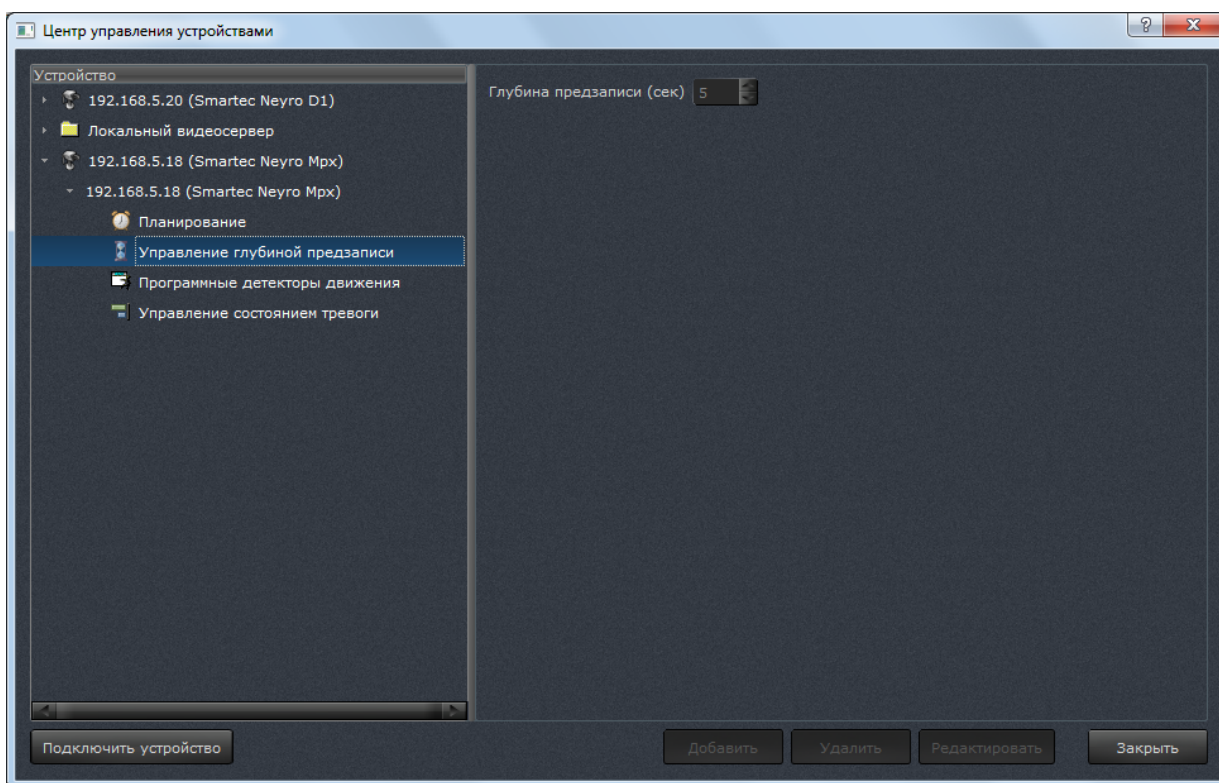 Центр управления устройствами
?
X
Устройство
192.168.5.20 (Smartec Neyro D1)
Локальный видеосервер
192.168.5.18 (Smartec Neyro Mpx)
192.168.5.18 (Smartec Neyro Mpx)
Планирование
Управление глубиной предзаписи
Программные детекторы движения
Управление состоянием тревоги
Глубина предзаписи (сек) 5
Подключить устройство
Добавить
Удалить
Редактировать
Закрыть